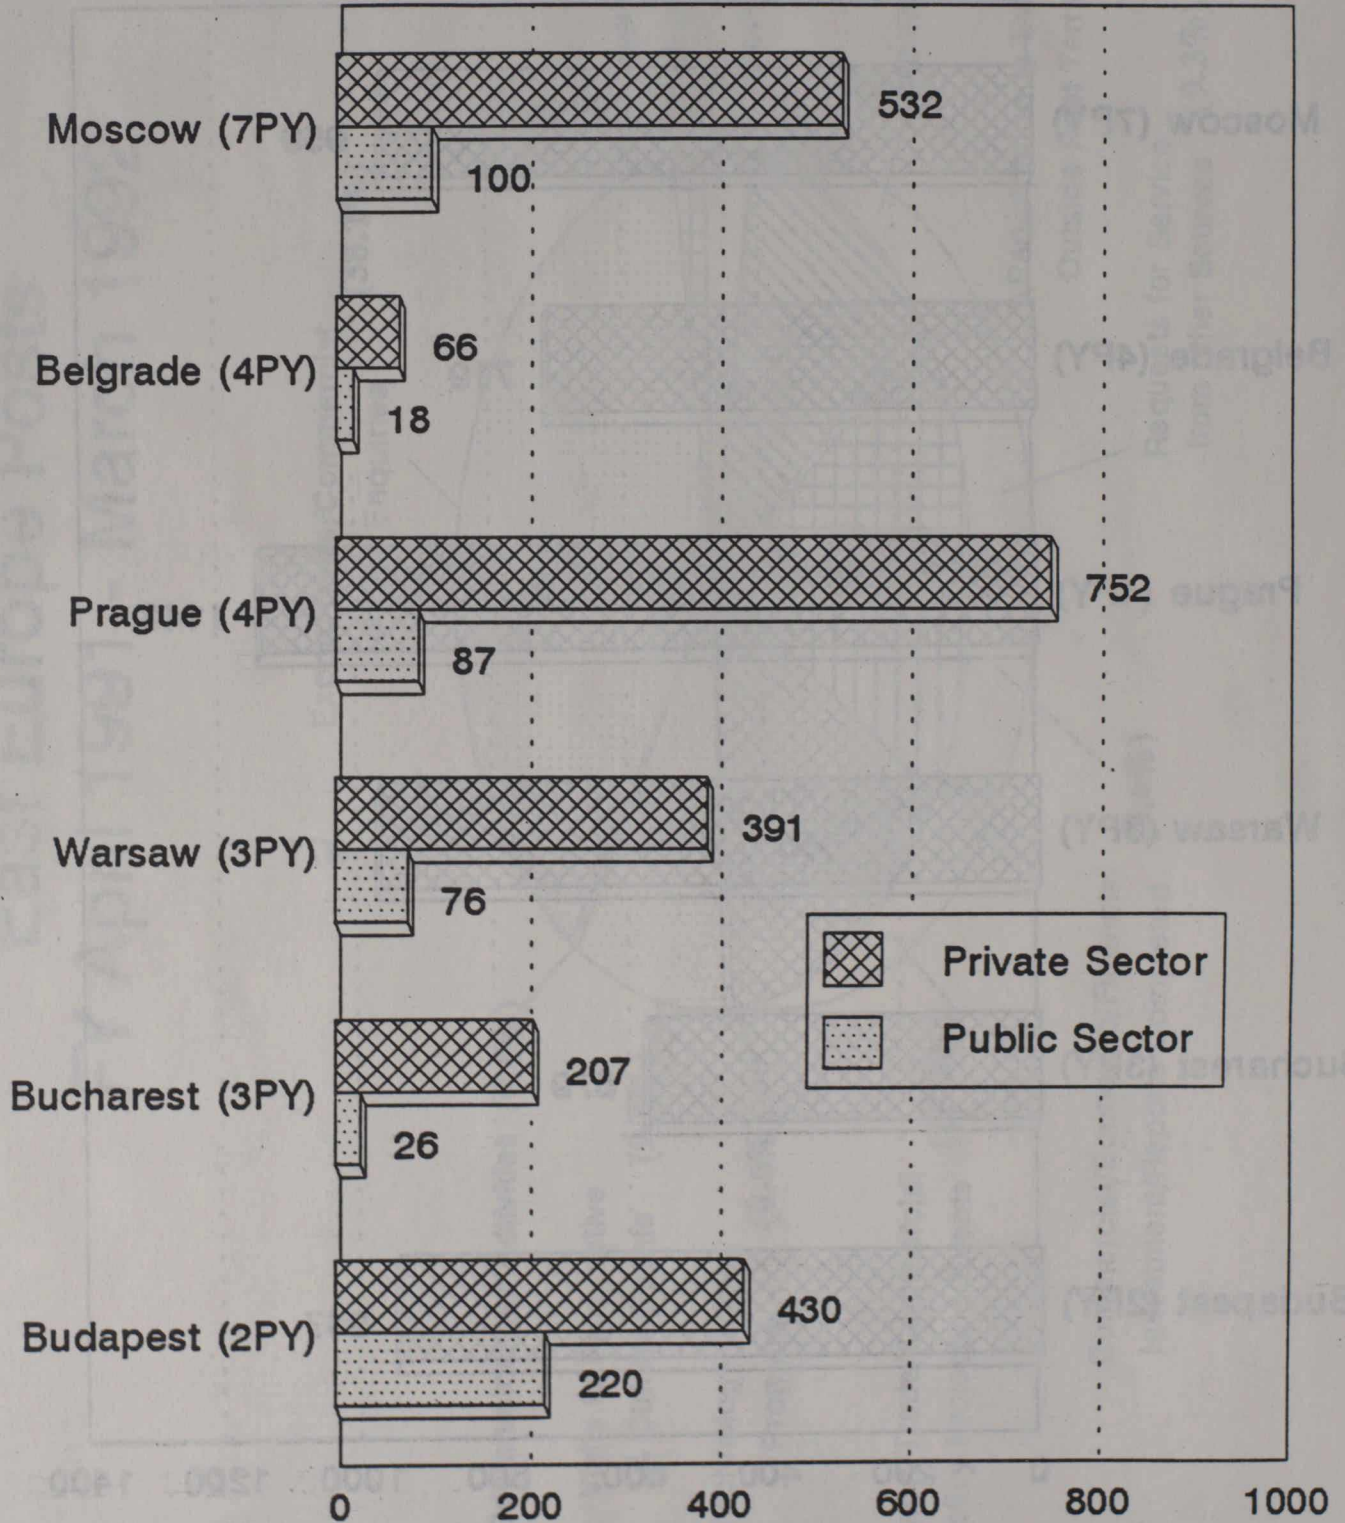 Moscow (7PY)
532
100
Belgrade (4PY)
66
18
Prague (4PY)
752
87
Warsaw (3PY)
391
76
Private Sector
Public Sector
Bucharest (3PY)
207
26
Budapest (2PY)
430
220
0 200 400 600 800 1000